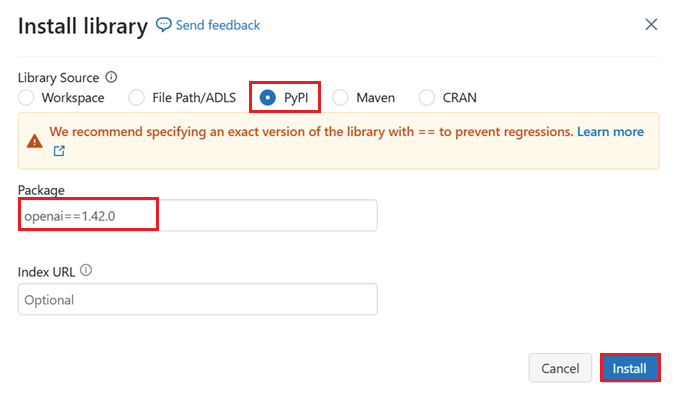 Install library Send feedback
Library Source
Workspace File Path/ADLS PyPI Maven CRAN
We recommend specifying an exact version of the library with == to prevent regressions. Learn more
Package
openai==1.42.0
Index URL
Optional
Cancel Install